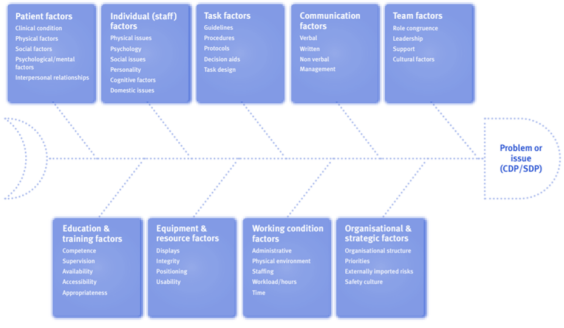 Patient factors
Clinical condition
Physical factors
Social factors
Psychological/mental
factors
Interpersonal relationships
Individual (staff)
factors
Physical issues
Psychology
Social issues
Personality
Cognitive factors
Domestic issues
Task factors
Guidelines
Procedures
Protocols
Decision aids
Task design
Communication
factors
Verbal
Written
Non verbal
Management
Team factors
Role congruence
Leadership
Support
Cultural factors
Problem or
issue
(CDP/SDP)
Education &
training factors
Competence
Supervision
Availability
Accessibility
Appropriateness
Equipment &
resource factors
Displays
Integrity
Positioning
Usability
Working condition
factors
Administrative
Physical environment
Staffing
Workload/hours
Time
Organisational &
strategic factors
Organisational structure
Priorities
Externally imported risks
Safety culture